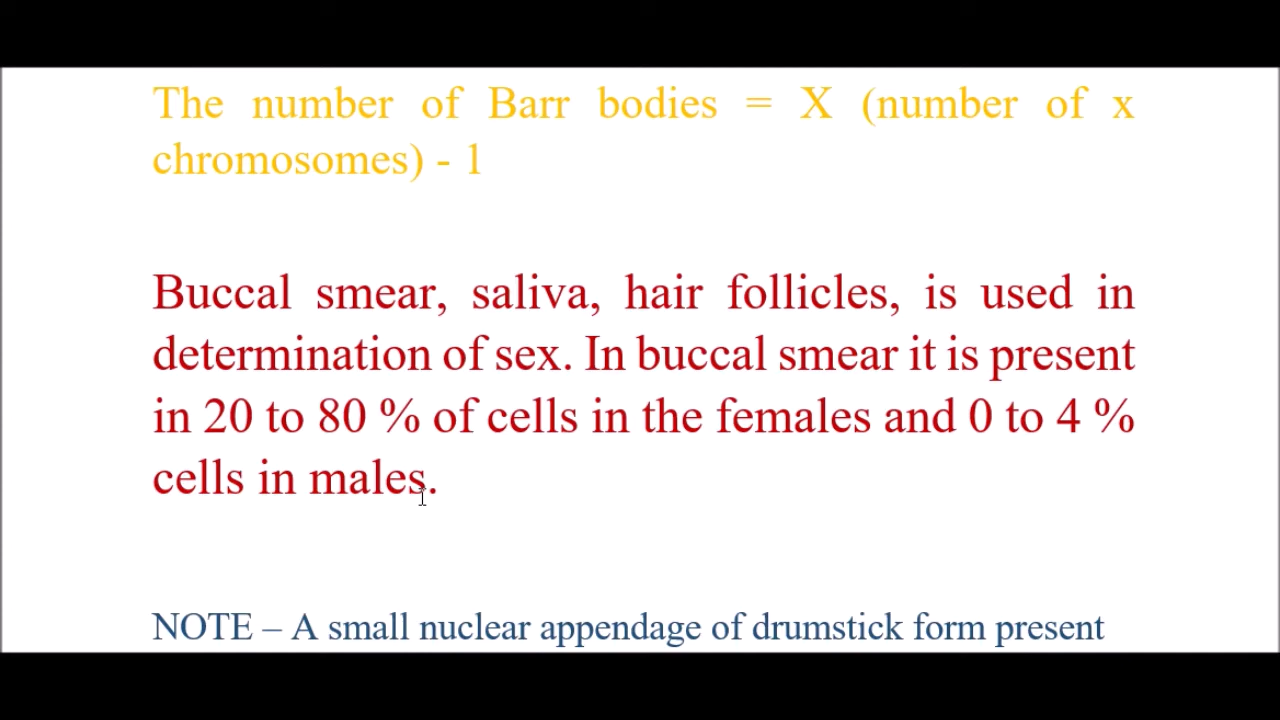 The number of Barr bodies = X (number of x
chromosomes) - 1
Buccal smear, saliva, hair follicles, is used in
determination of sex. In buccal smear it is present
in 20 to 80 % of cells in the females and 0 to 4 %
cells in males.
NOTE – A small nuclear appendage of drumstick form present